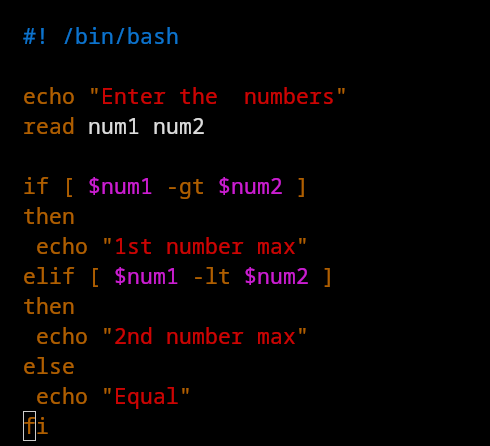 #! /bin/bash

echo "Enter the  numbers"
read num1 num2

if [ $num1 -gt $num2 ]
then
 echo "1st number max"
elif [ $num1 -lt $num2 ]
then
 echo "2nd number max"
else
 echo "Equal"
fi